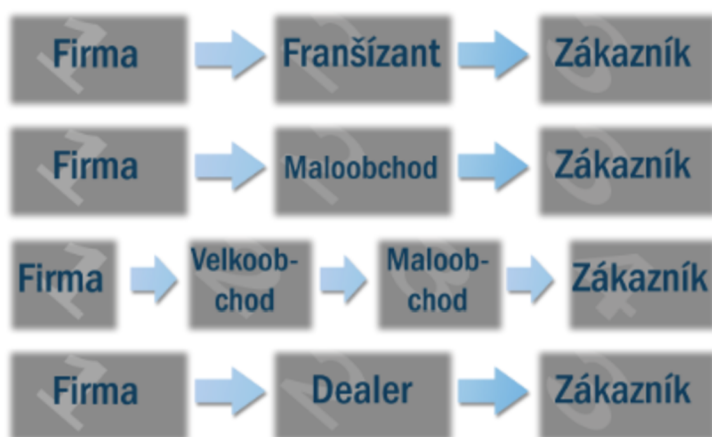 Firma Franšízant Zákazník
Firma Maloobchod Zákazník
Firma Velkoob-
chod Maloob-
chod Zákazník
Firma Dealer Zákazník